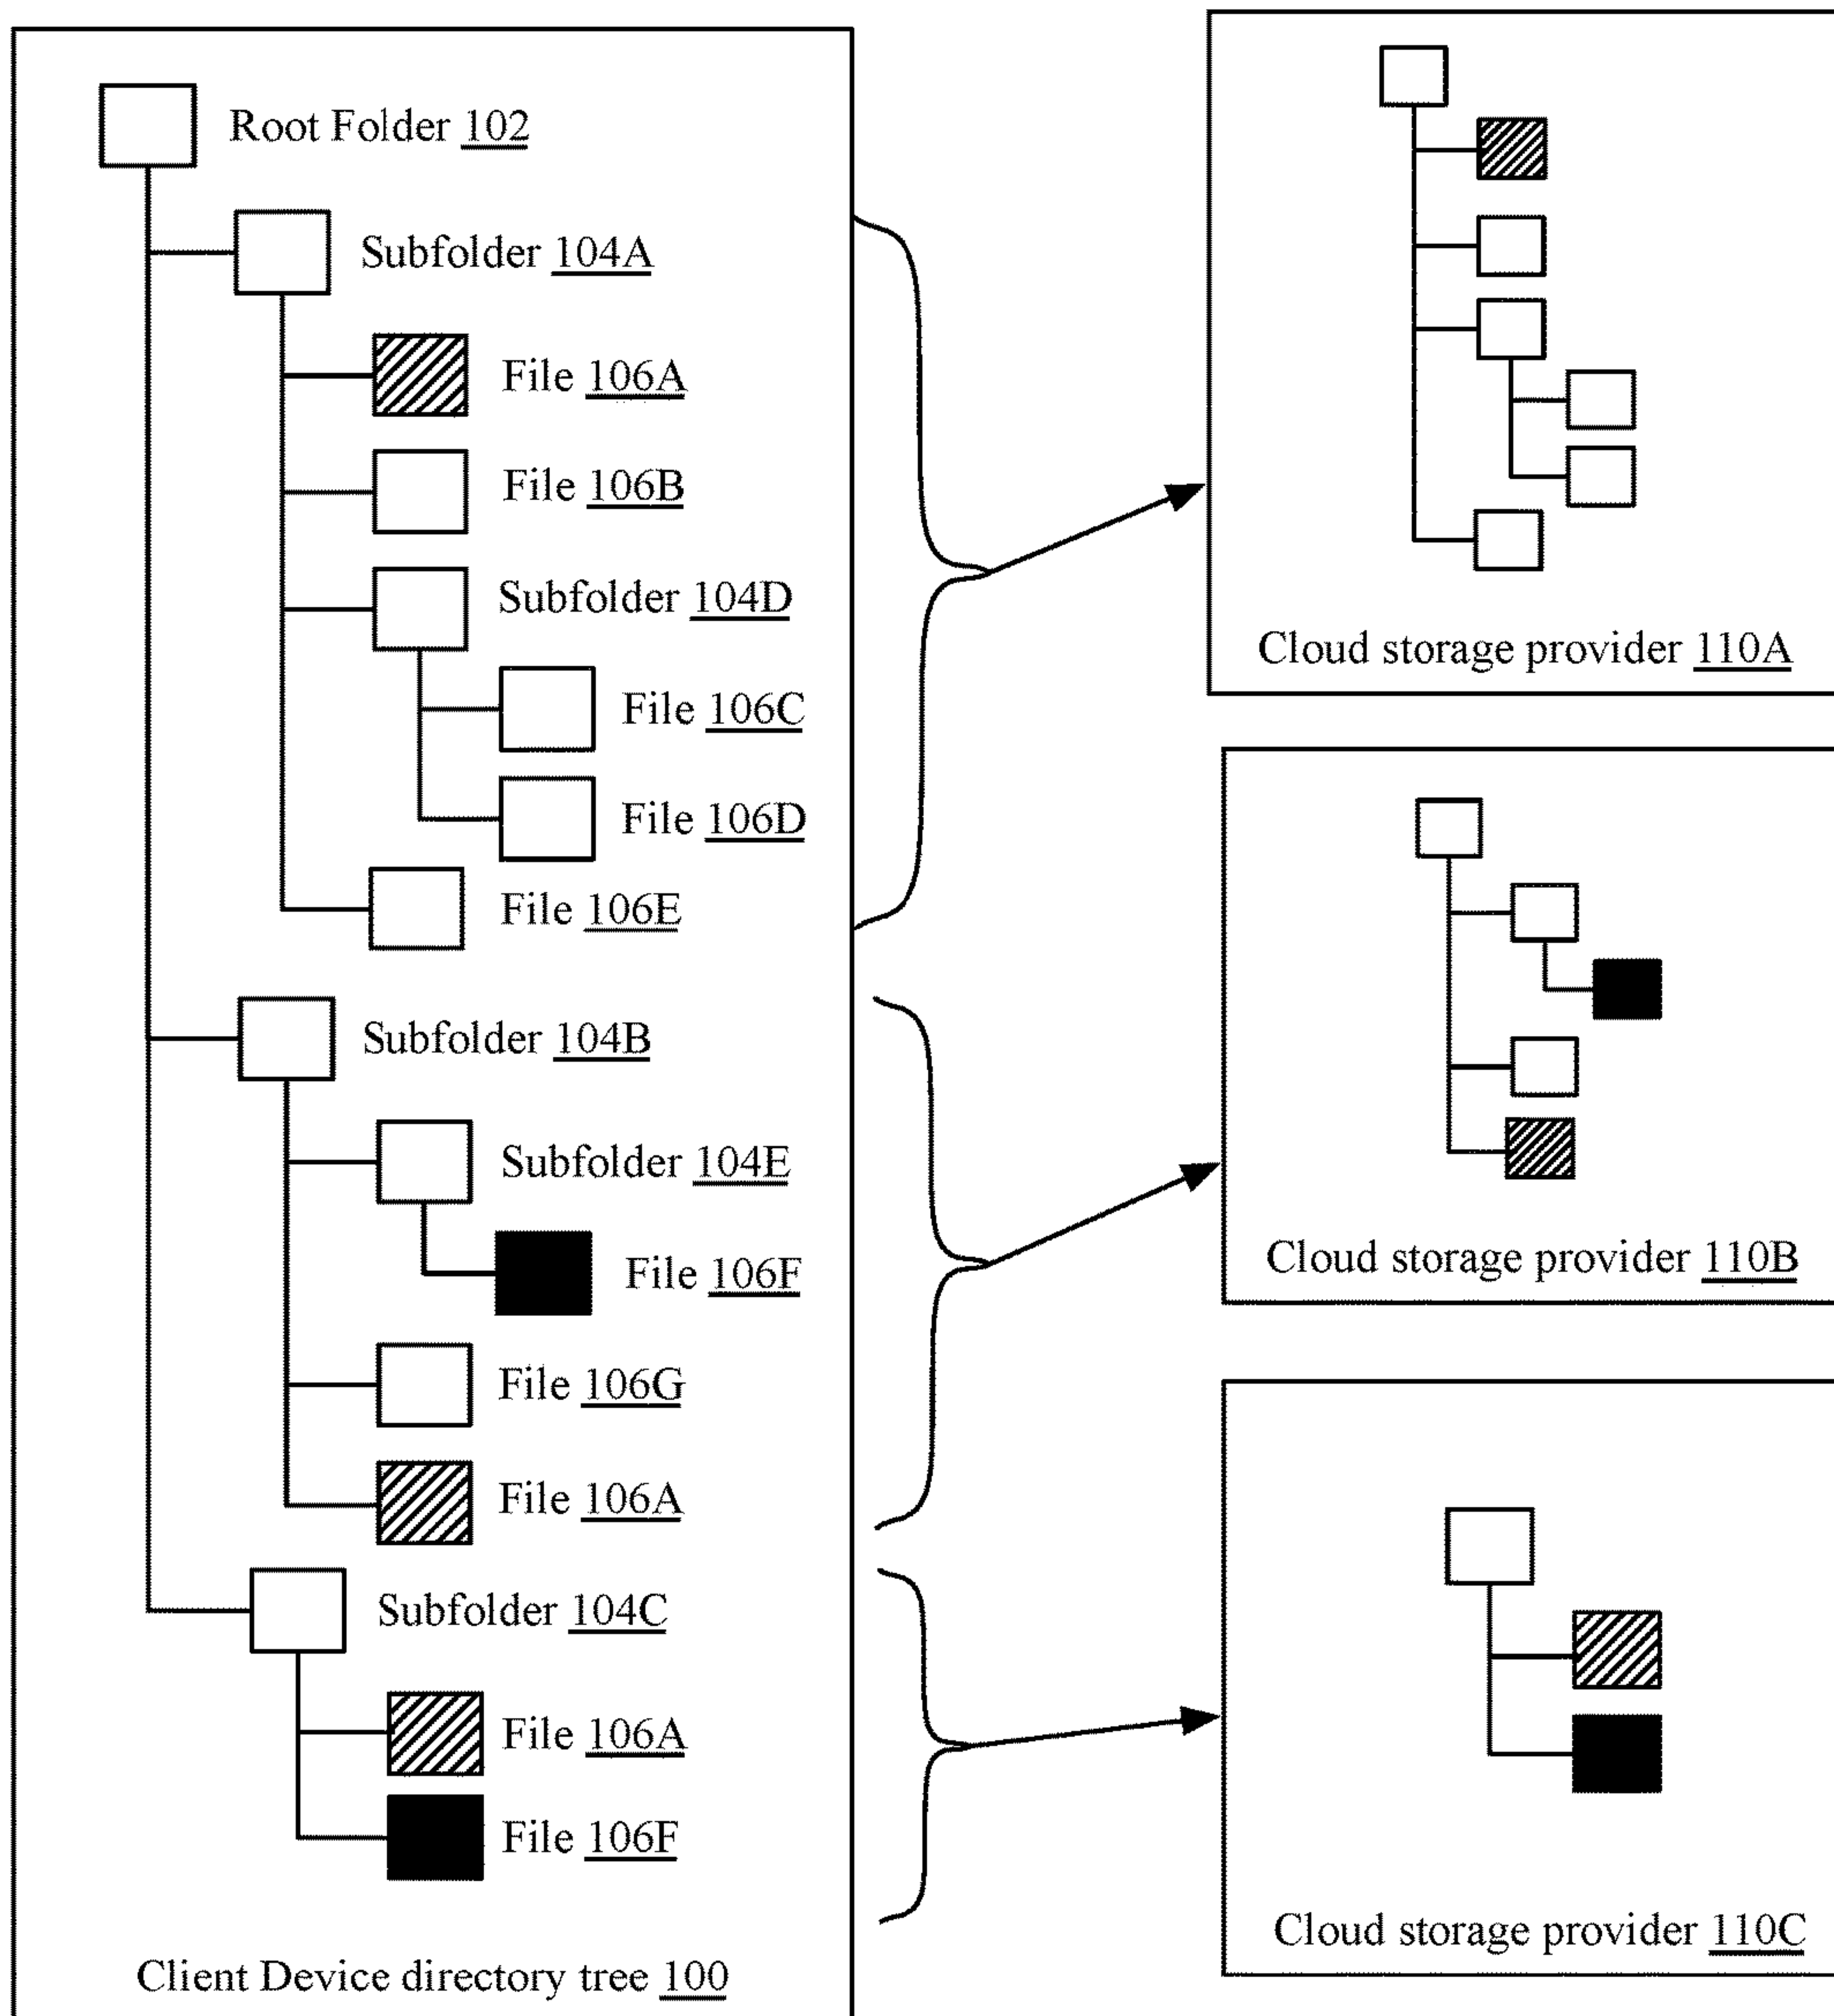 Root Folder 102
Subfolder 104A
File 106A
File 106B
Subfolder 104D
File 106C
File 106D
File 106E
Subfolder 104B
Subfolder 104E
File 106F
File 106G
File 106A
Subfolder 104C
File 106A
File 106F
Client Device directory tree 100
Cloud storage provider 110A
Cloud storage provider 110B
Cloud storage provider 110C